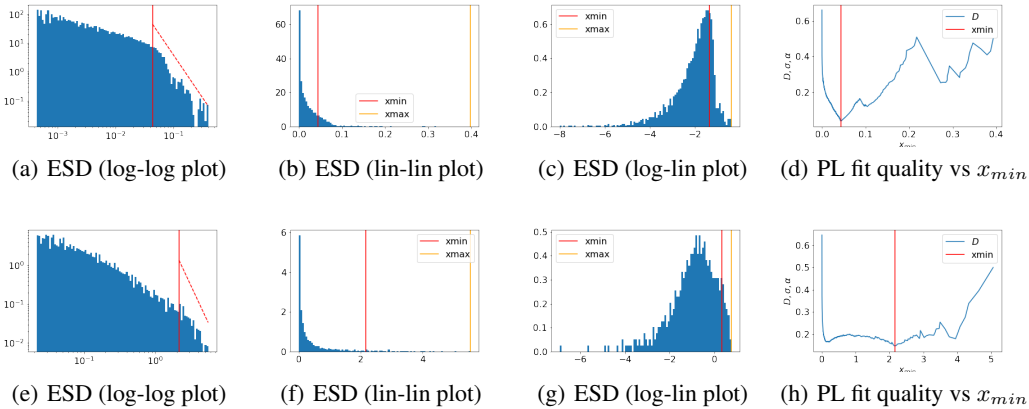 10²
10¹
10⁰
10⁻¹
10⁻³ 10⁻² 10⁻¹
60
40
20
0
0.0 0.1 0.2 0.3 0.4
xmin
xmax
0.6
0.4
0.2
0.0
−8 −6 −4 −2
xmin
xmax
D, σ, α
0.6
0.4
0.2
0.0 0.1 0.2 0.3 0.4
x_min
D
xmin
(a) ESD (log-log plot) (b) ESD (lin-lin plot) (c) ESD (log-lin plot) (d) PL fit quality vs x_min
10⁰
10⁻¹
10⁻²
10⁻¹ 10⁰
6
4
2
0
0 2 4
xmin
xmax
0.5
0.4
0.3
0.2
0.1
0.0
−6 −4 −2 0
xmin
xmax
D, σ, α
0.6
0.4
0.2
0 1 2 3 4 5
x_min
D
xmin
(e) ESD (log-log plot) (f) ESD (lin-lin plot) (g) ESD (log-lin plot) (h) PL fit quality vs x_min